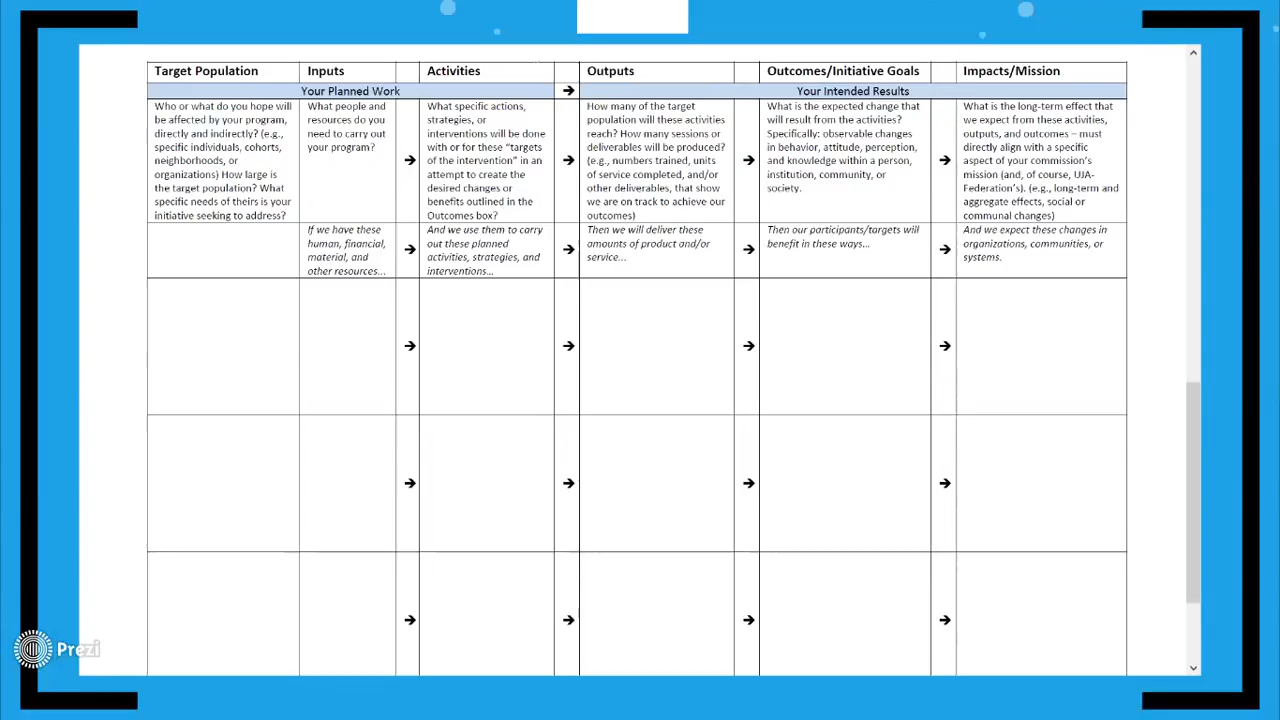 Target Population
Inputs
Activities
Outputs
Outcomes/Initiative Goals
Impacts/Mission
Your Planned Work
➔
Your Intended Results
Who or what do you hope will
be affected by your program,
directly and indirectly? (e.g.,
specific individuals, cohorts,
neighborhoods, or
organizations) How large is
the target population? What
specific needs of theirs is your
initiative seeking to address?
What people and
resources do you
need to carry out
your program?
➔
What specific actions,
strategies, or
interventions will be done
with or for these “targets
of the intervention” in an
attempt to create the
desired changes or
benefits outlined in the
Outcomes box?
➔
How many of the target
population will these activities
reach? How many sessions or
deliverables will be produced?
(e.g., numbers trained, units
of service completed, and/or
other deliverables, that show
we are on track to achieve our
outcomes)
➔
What is the expected change that
will result from the activities?
Specifically: observable changes
in behavior, attitude, perception,
and knowledge within a person,
institution, community, or
society.
➔
What is the long-term effect that
we expect from these activities,
outputs, and outcomes – must
directly align with a specific
aspect of your commission’s
mission (and, of course, UJA-
Federation’s). (e.g., long-term and
aggregate effects, social or
communal changes)
If we have these
human, financial,
material, and
other resources…
➔
And we use them to carry
out these planned
activities, strategies, and
interventions…
➔
Then we will deliver these
amounts of product and/or
service…
➔
Then our participants/targets will
benefit in these ways…
➔
And we expect these changes in
organizations, communities, or
systems.
➔ ➔ ➔ ➔
➔ ➔ ➔ ➔
➔ ➔ ➔ ➔
Prezi